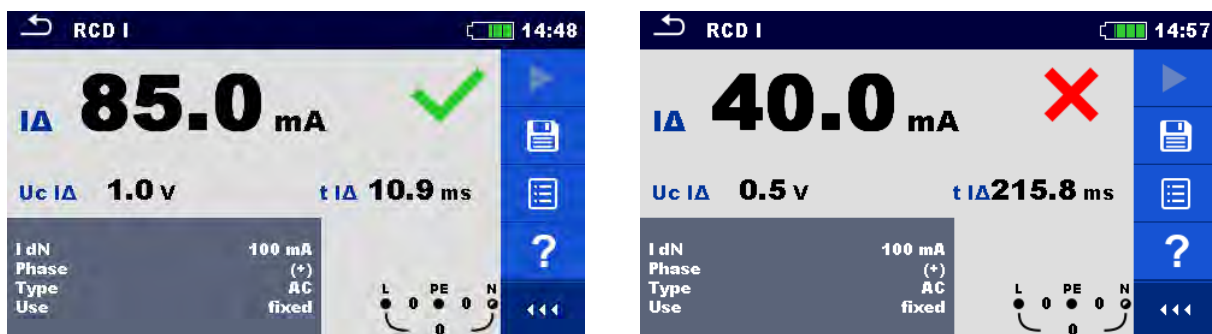 RCD I 14:48
IΔ 85.0 mA
Uc IΔ 1.0 V t IΔ 10.9 ms
I dN 100 mA
Phase (+)
Type AC
Use fixed
L PE N
0 0
0
?
RCD I 14:57
IΔ 40.0 mA
Uc IΔ 0.5 V t IΔ 215.8 ms
I dN 100 mA
Phase (+)
Type AC
Use fixed
L PE N
0 0
0
?